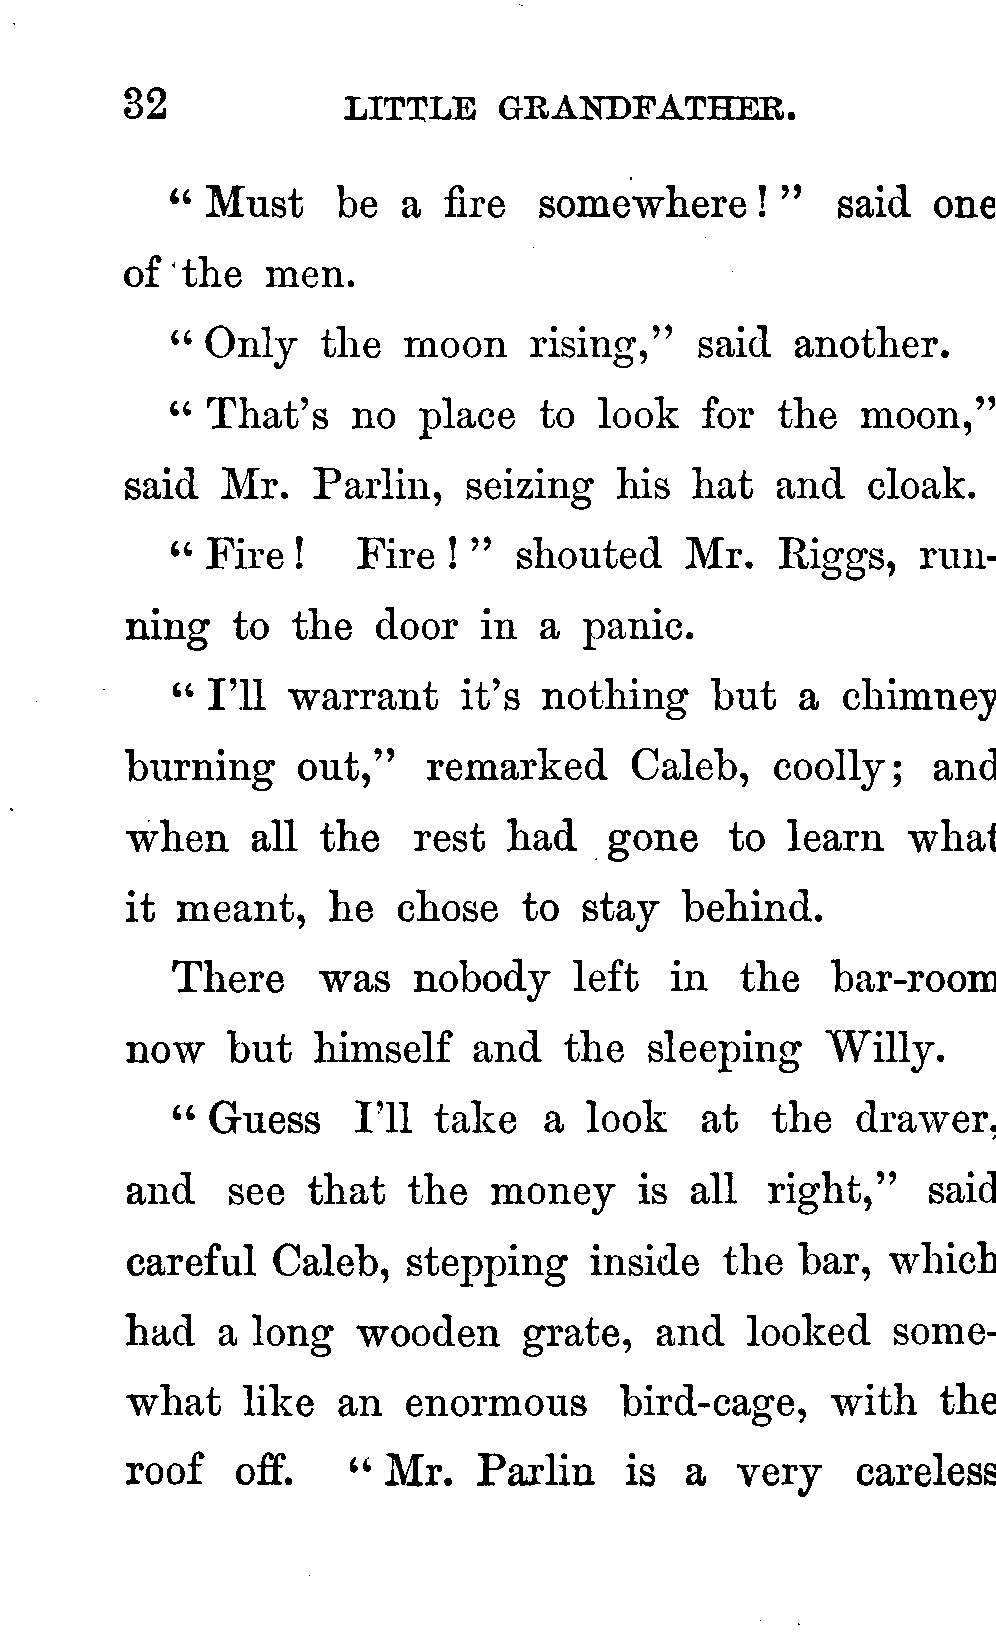 32 LITTLE GRANDFATHER.
“ Must be a fire somewhere! ” said one
of the men.
“ Only the moon rising,” said another.
“ That’s no place to look for the moon,”
said Mr. Parlin, seizing his hat and cloak.
“ Fire! Fire! ” shouted Mr. Riggs, run-
ning to the door in a panic.
“ I’ll warrant it’s nothing but a chimney
burning out,” remarked Caleb, coolly; and
when all the rest had gone to learn what
it meant, he chose to stay behind.
There was nobody left in the bar-room
now but himself and the sleeping Willy.
“ Guess I’ll take a look at the drawer,
and see that the money is all right,” said
careful Caleb, stepping inside the bar, which
had a long wooden grate, and looked some-
what like an enormous bird-cage, with the
roof off. “ Mr. Parlin is a very careless